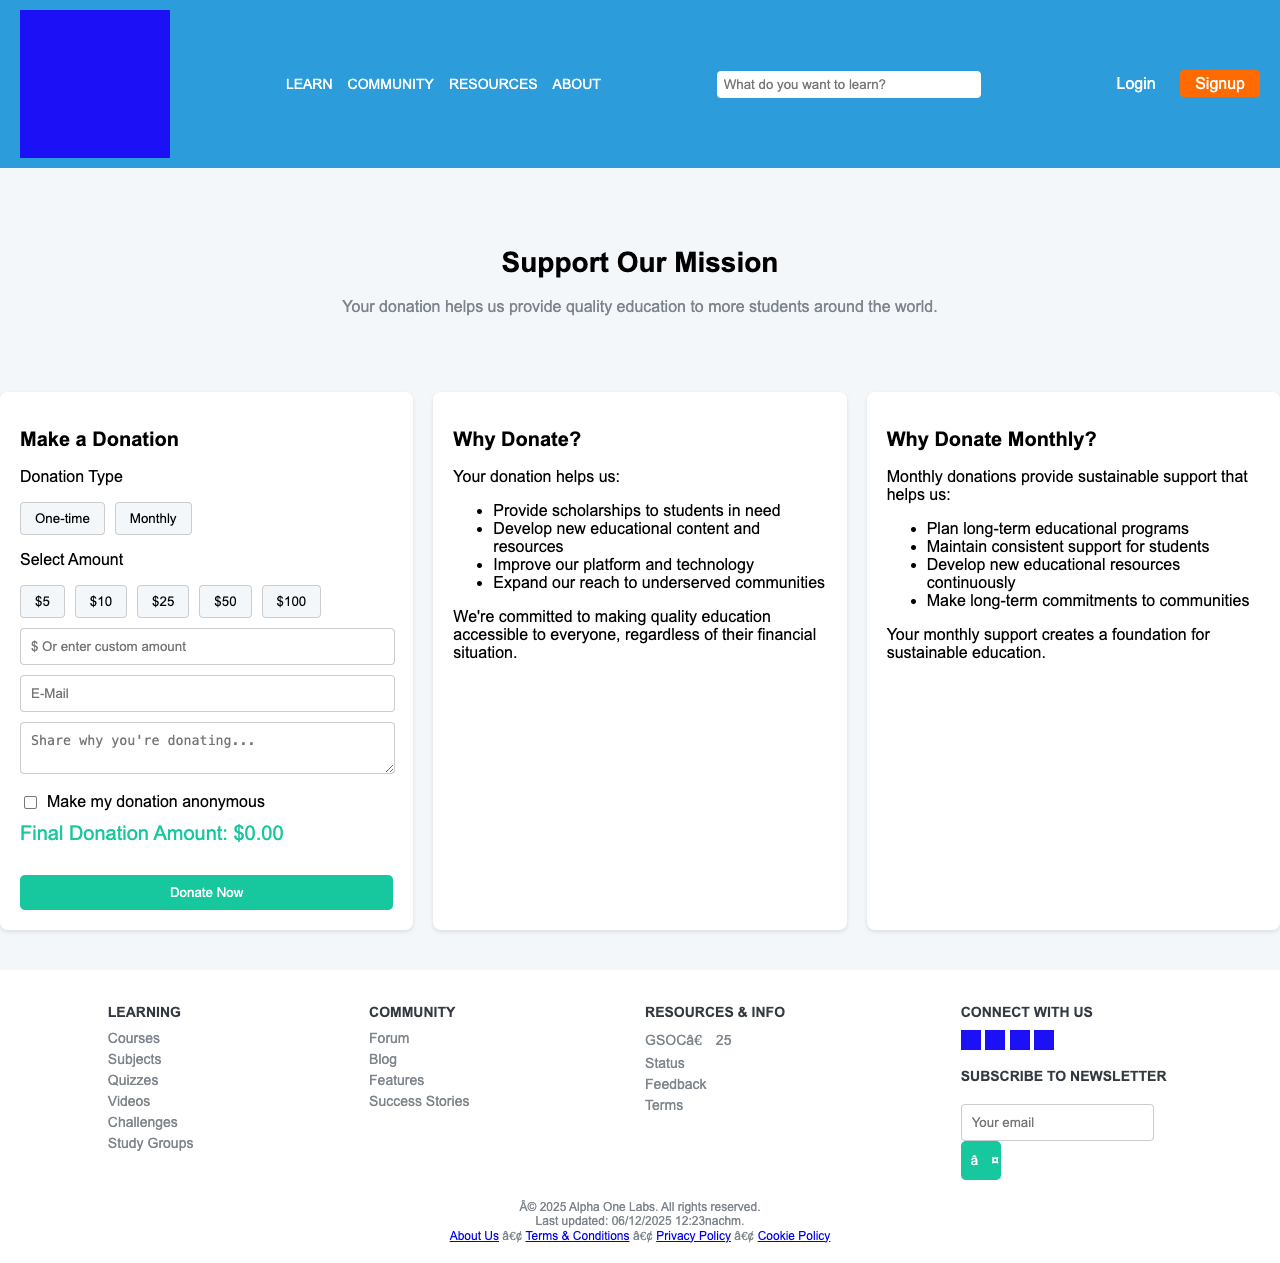 LEARN COMMUNITY RESOURCES ABOUT
What do you want to learn?
Login
Signup
Support Our Mission
Your donation helps us provide quality education to more students around the world.
Make a Donation
Donation Type
One-time Monthly
Select Amount
$5 $10 $25 $50 $100
$ Or enter custom amount
E-Mail
Share why you're donating...
Make my donation anonymous
Final Donation Amount: $0.00
Donate Now
Why Donate?
Your donation helps us:
• Provide scholarships to students in need
• Develop new educational content and
resources
• Improve our platform and technology
• Expand our reach to underserved communities
We're committed to making quality education
accessible to everyone, regardless of their financial
situation.
Why Donate Monthly?
Monthly donations provide sustainable support that
helps us:
• Plan long-term educational programs
• Maintain consistent support for students
• Develop new educational resources
continuously
• Make long-term commitments to communities
Your monthly support creates a foundation for
sustainable education.
LEARNING
Courses
Subjects
Quizzes
Videos
Challenges
Study Groups
COMMUNITY
Forum
Blog
Features
Success Stories
RESOURCES & INFO
GSOCâ€ 25
Status
Feedback
Terms
CONNECT WITH US
SUBSCRIBE TO NEWSLETTER
Your email
â ¤
Â© 2025 Alpha One Labs. All rights reserved.
Last updated: 06/12/2025 12:23nachm.
About Us â€¢ Terms & Conditions â€¢ Privacy Policy â€¢ Cookie Policy